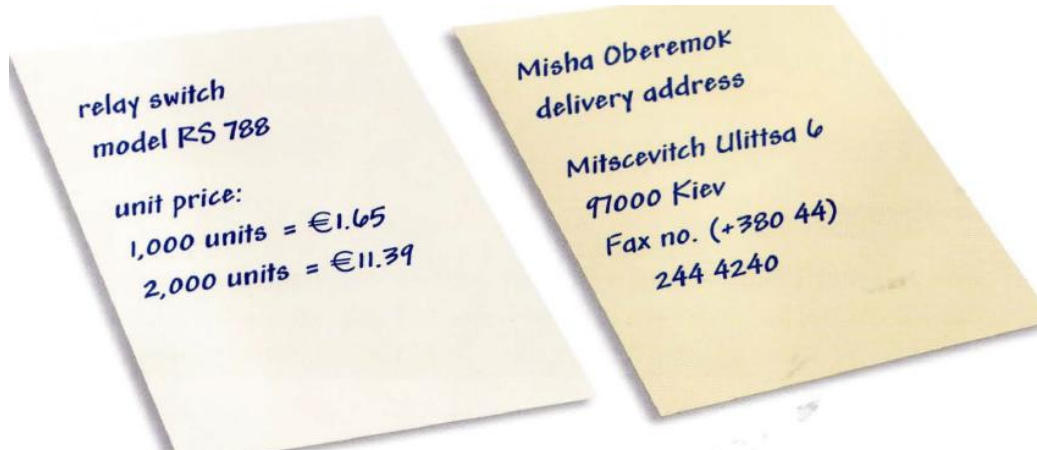 relay switch
model RS 788
unit price:
1,000 units = €1.65
2,000 units = €11.39
Misha Oberemok
delivery address
Mitscevitch Ulittsa 6
97000 Kiev
Fax no. (+380 44)
244 4240